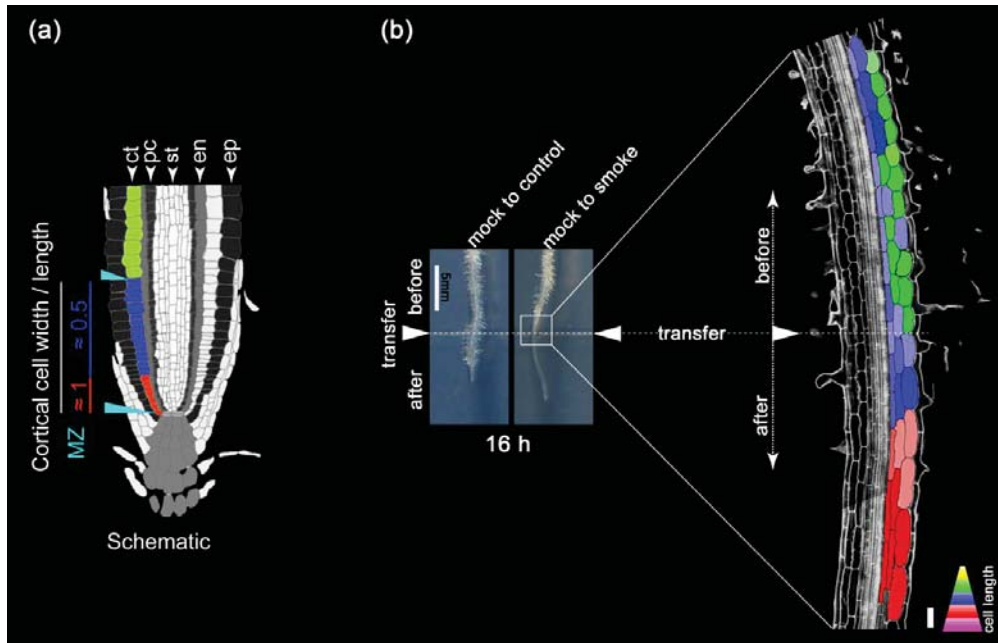 (a)
ct
pc
st
en
ep
Cortical cell width / length
≈ 0.5
≈ 1
MZ
Schematic
(b)
mock to control
mock to smoke
5mm
before
transfer
after
16 h
transfer
before
after
cell length